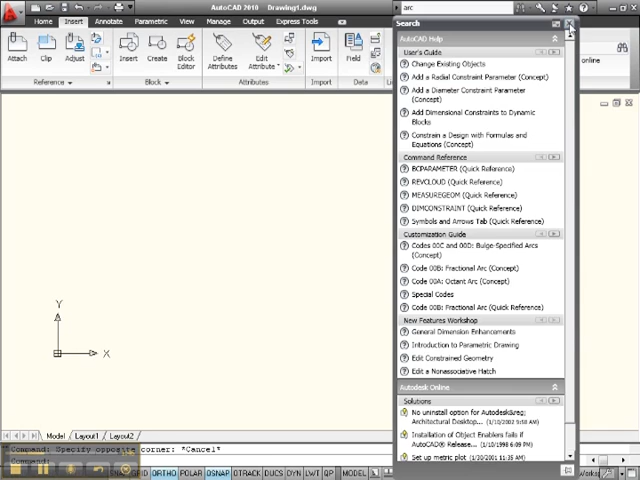 AutoCAD 2010 Drawing1.dwg
arc
Home Insert Annotate Parametric View Manage Output Express Tools
Attach Clip Adjust Insert Create Block Editor Define Attributes Edit Attribute Import Field
online
Reference Block Attributes Import
Search
AutoCAD Help
User's Guide
Change Existing Objects
Add a Radial Constraint Parameter (Concept)
Add a Diameter Constraint Parameter
(Concept)
Add Dimensional Constraints to Dynamic
Blocks
Constrain a Design with Formulas and
Equations (Concept)
Command Reference
BCPARAMETER (Quick Reference)
REVCLOUD (Quick Reference)
MEASUREGEOM (Quick Reference)
DIMCONSTRAINT (Quick Reference)
Symbols and Arrows Tab (Quick Reference)
Customization Guide
Codes 00C and 00D: Bulge-Specified Arcs
(Concept)
Code 00B: Fractional Arc (Concept)
Code 00A: Octant Arc (Concept)
Special Codes
Code 00B: Fractional Arc (Quick Reference)
New Features Workshop
General Dimension Enhancements
Introduction to Parametric Drawing
Edit Constrained Geometry
Edit a Nonassociative Hatch
Autodesk Online
Solutions
No uninstall option for Autodesk&reg;
Architectural Desktop...
Installation of Object Enablers fails if
AutoCAD® Release...
Set up metric plot
Y
X
Model Layout1 Layout2
Command: Specify opposite corner: *Cancel*
Command:
GRID ORTHO POLAR OSNAP OTRACK DUCS DYN LWT QP MODEL